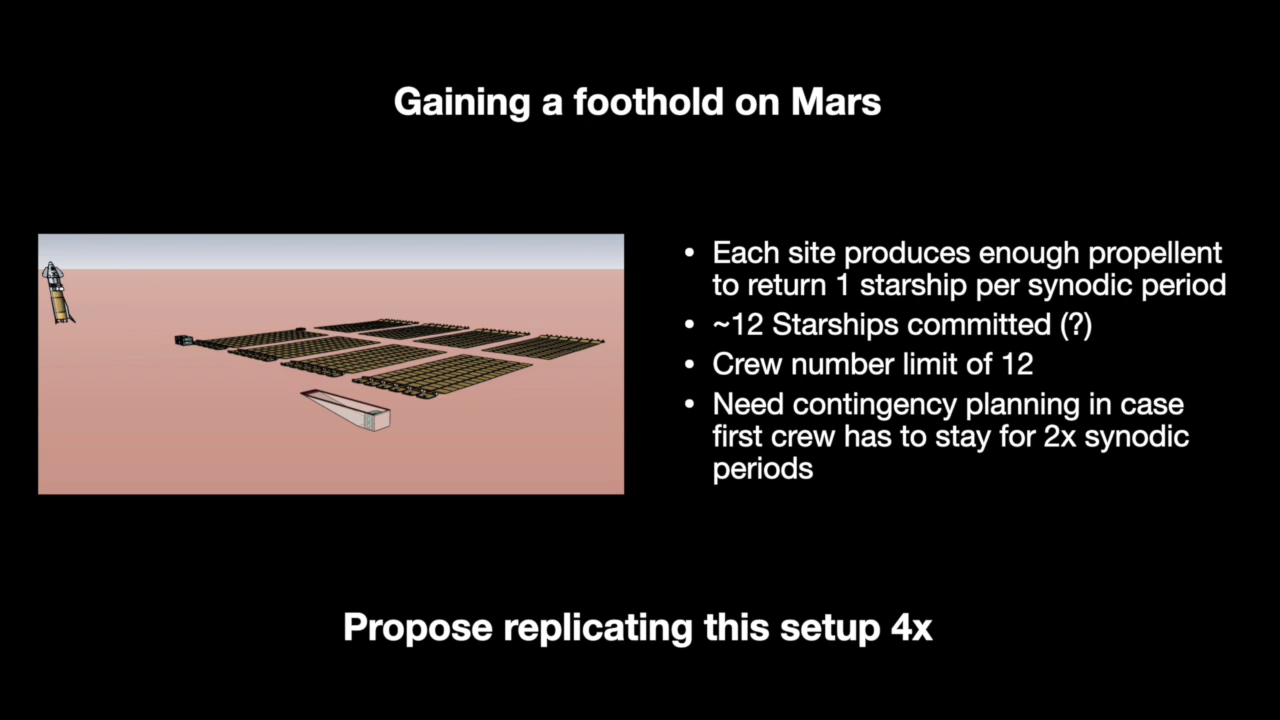 Gaining a foothold on Mars
• Each site produces enough propellent
to return 1 starship per synodic period
• ~12 Starships committed (?)
• Crew number limit of 12
• Need contingency planning in case
first crew has to stay for 2x synodic
periods
Propose replicating this setup 4x